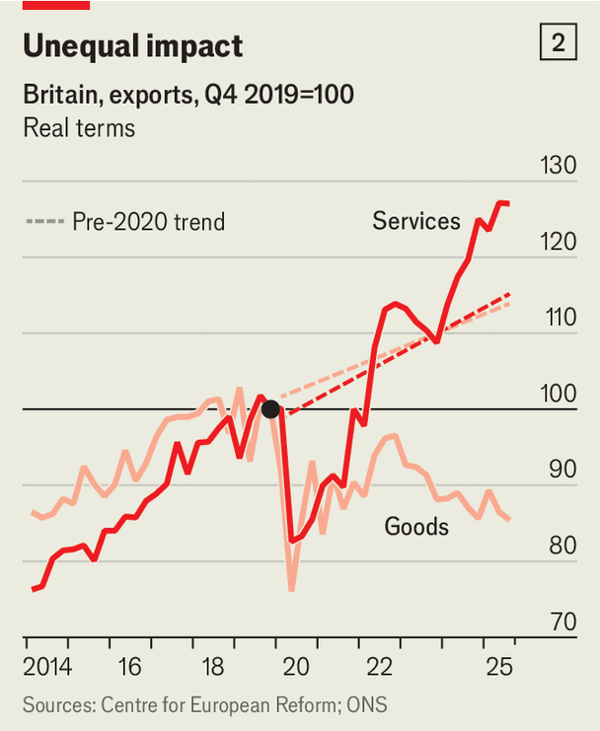 Unequal impact
2
Britain, exports, Q4 2019=100
Real terms
130
Pre-2020 trend
Services
120
110
100
90
Goods
80
70
2014 16 18 20 22 25
Sources: Centre for European Reform; ONS